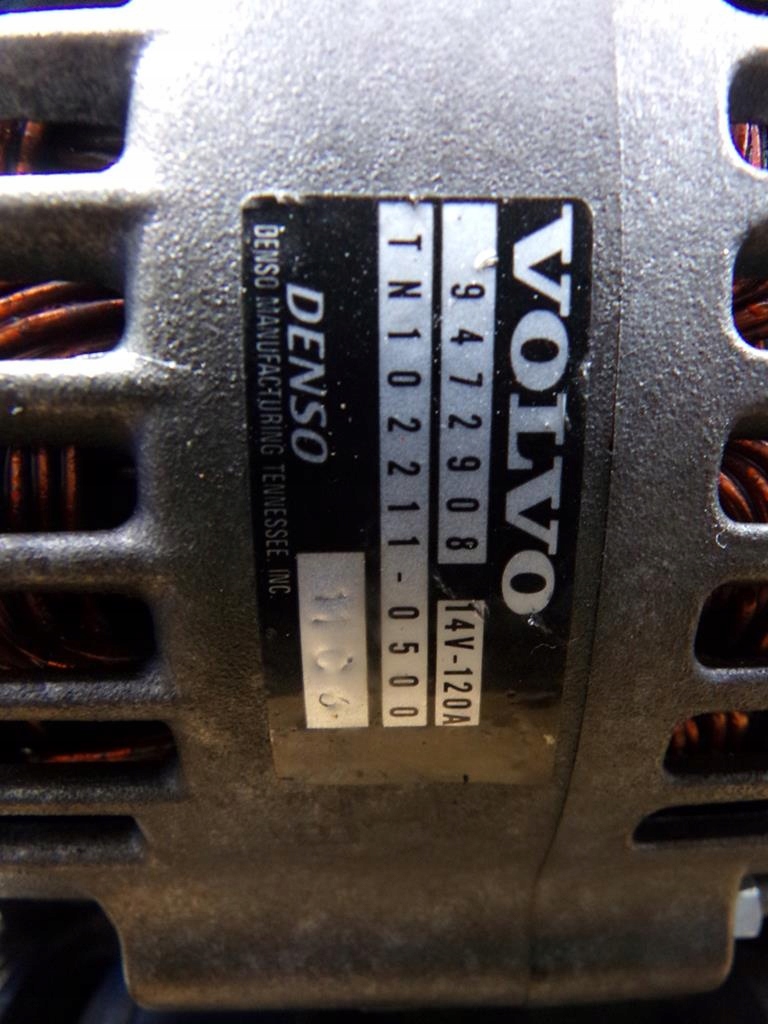 VOLVO
9472908 14V-120A
TN102211-0500
DENSO
DENSO MANUFACTURING TENNESSEE. INC